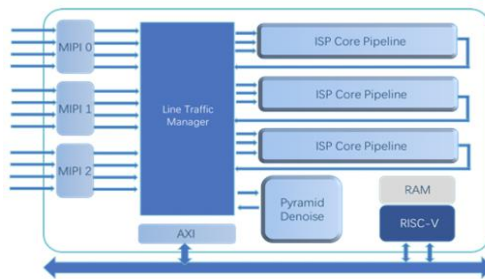 MIPI 0
MIPI 1
MIPI 2
Line Traffic
Manager
ISP Core Pipeline
ISP Core Pipeline
ISP Core Pipeline
Pyramid
Denoise
RAM
RISC-V
AXI